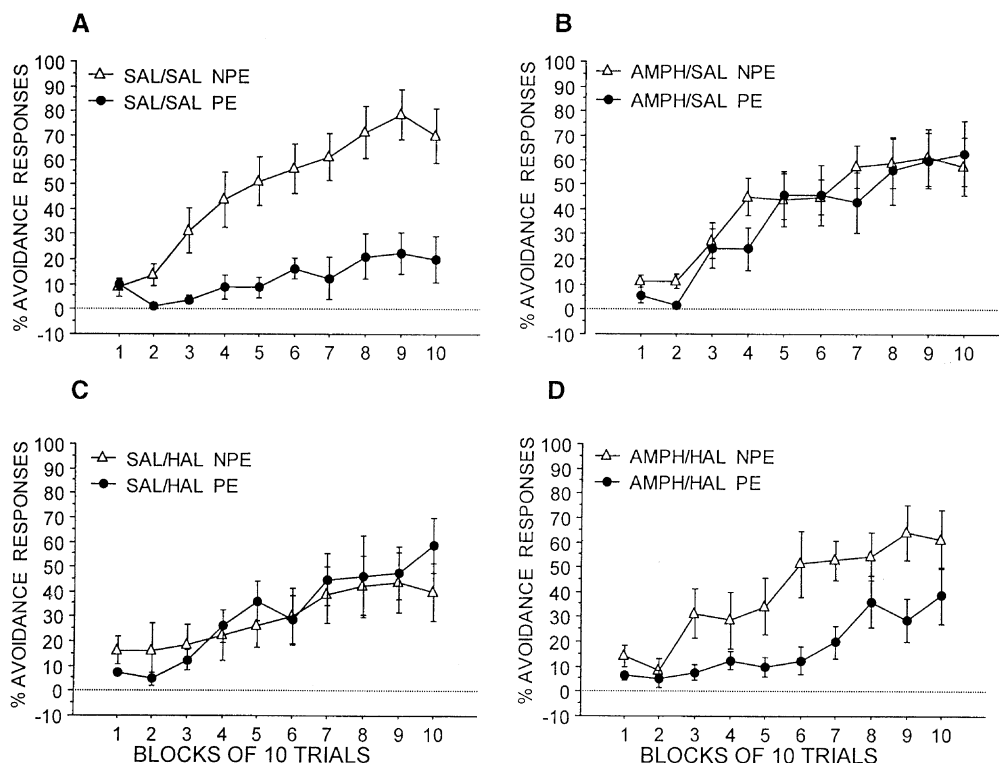 A
% AVOIDANCE RESPONSES
100
90
80
70
60
50
40
30
20
10
0
-10
SAL/SAL NPE
SAL/SAL PE
1 2 3 4 5 6 7 8 9 10
B
% AVOIDANCE RESPONSES
100
90
80
70
60
50
40
30
20
10
0
-10
AMPH/SAL NPE
AMPH/SAL PE
1 2 3 4 5 6 7 8 9 10
C
% AVOIDANCE RESPONSES
100
90
80
70
60
50
40
30
20
10
0
-10
SAL/HAL NPE
SAL/HAL PE
1 2 3 4 5 6 7 8 9 10
BLOCKS OF 10 TRIALS
D
% AVOIDANCE RESPONSES
100
90
80
70
60
50
40
30
20
10
0
-10
AMPH/HAL NPE
AMPH/HAL PE
1 2 3 4 5 6 7 8 9 10
BLOCKS OF 10 TRIALS